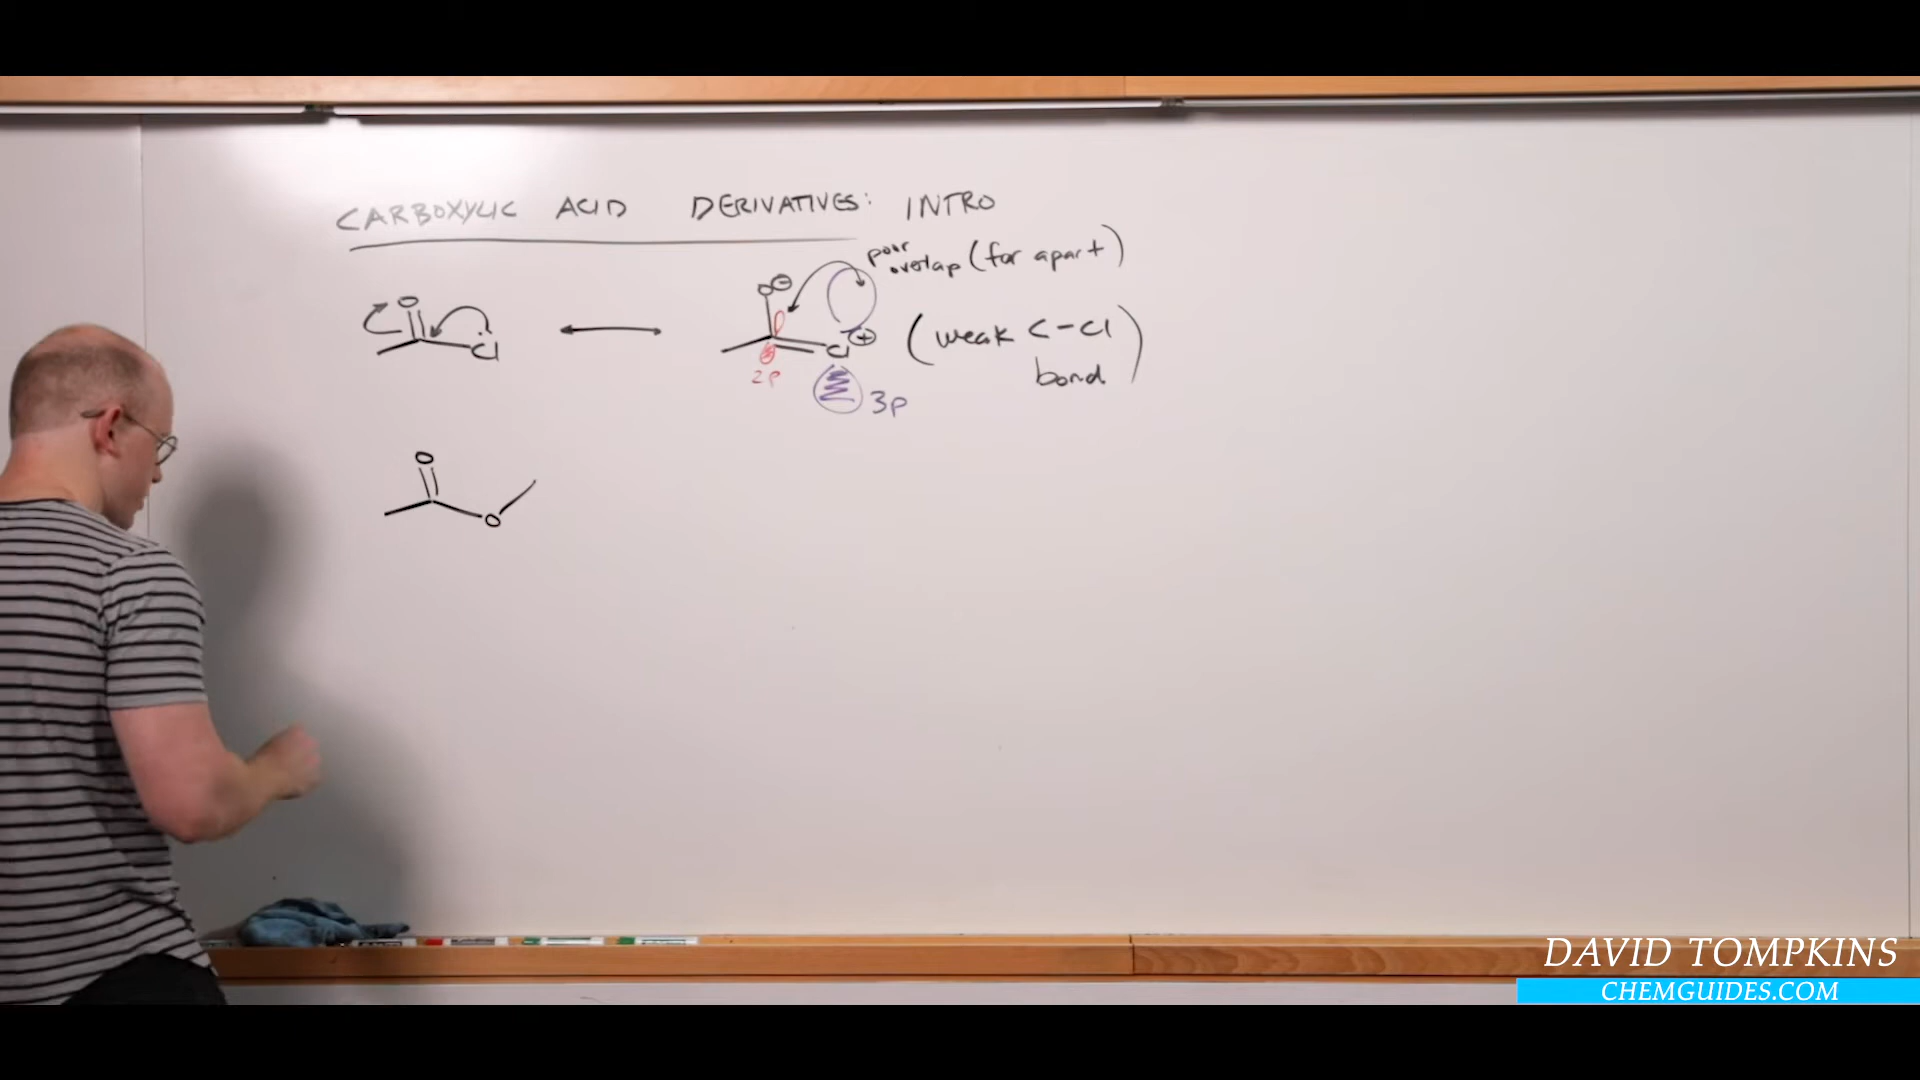 CARBOXYLIC ACID DERIVATIVES: INTRO
poor
overlap (far apart)
O⊖
O
Cl
Cl⊕
(weak C-Cl
bond)
2p
3p
O
O
DAVID TOMPKINS
CHEMGUIDES.COM